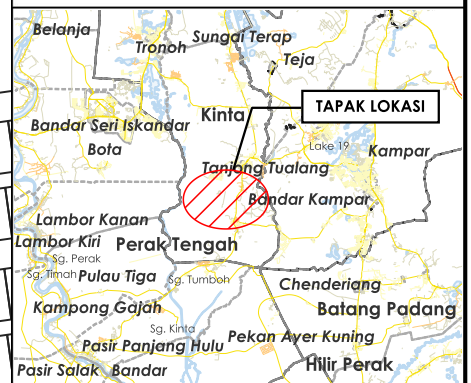 Belanja
Sungai Terap
Tronoh
Teja
TAPAK LOKASI
Kinta
Bandar Seri Iskandar
Bota
Lake 19
Kampar
Tanjong Tualang
Bandar Kampar
Lambor Kanan
Lambor Kiri
Perak Tengah
Sg. Perak
Sg. Timah
Pulau Tiga
Sg. Tumboh
Chenderiang
Kampong Gajah
Batang Padang
Sg. Kinta
Pekan Ayer Kuning
Pasir Panjang Hulu
Hilir Perak
Pasir Salak
Bandar